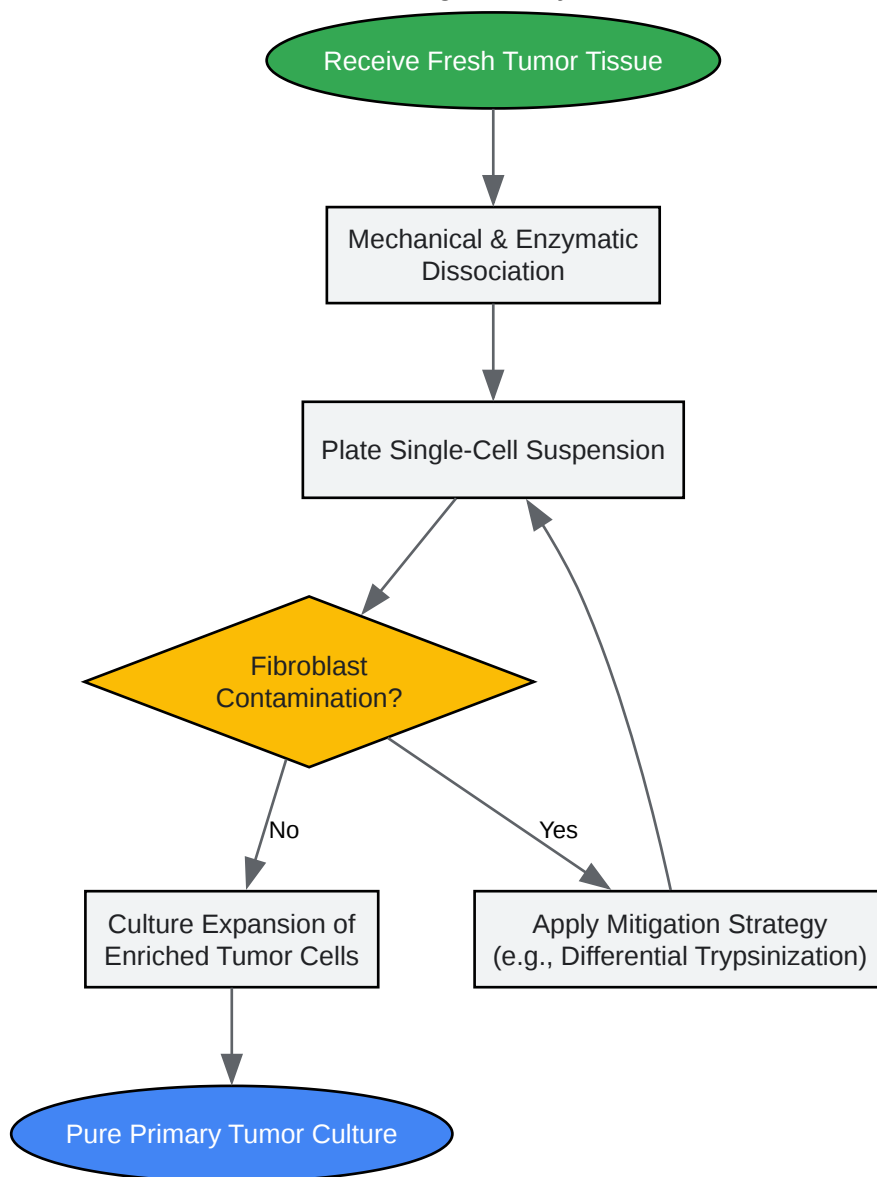 Receive Fresh Tumor Tissue
Mechanical & Enzymatic
Dissociation
Plate Single-Cell Suspension
Fibroblast
Contamination?
No
Yes
Culture Expansion of
Enriched Tumor Cells
Apply Mitigation Strategy
(e.g., Differential Trypsinization)
Pure Primary Tumor Culture